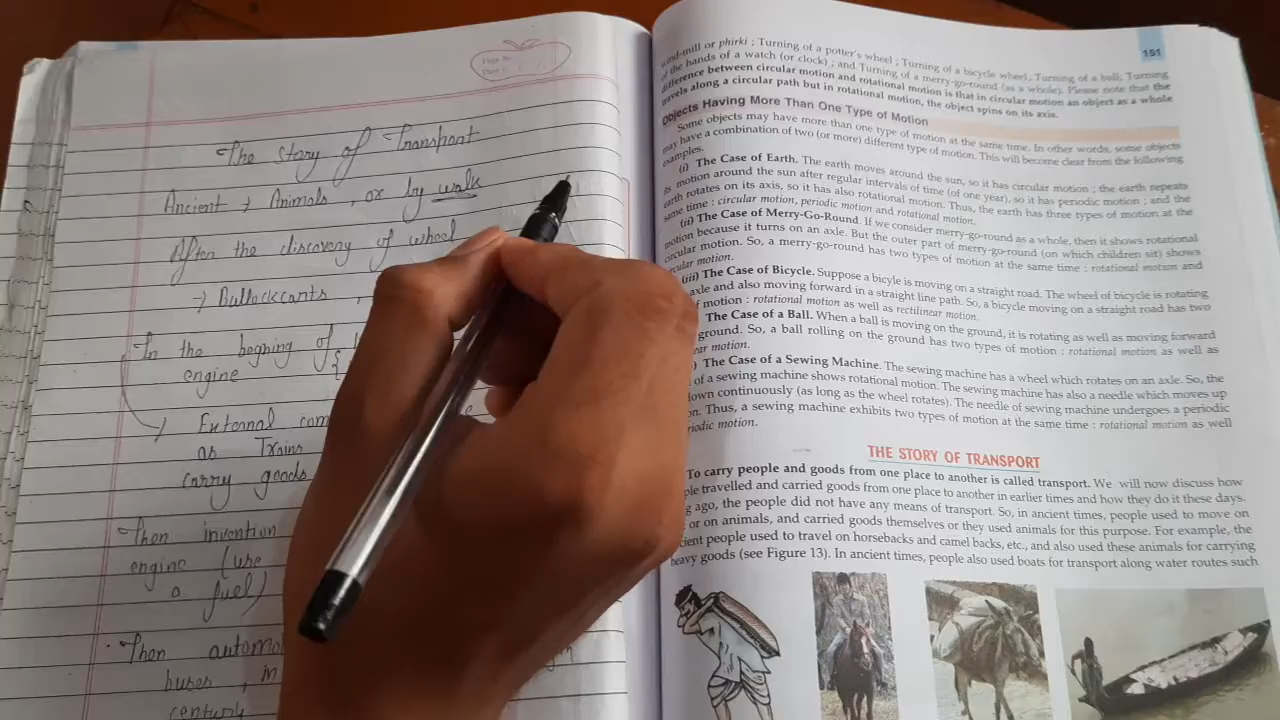 Page No.
Date :
The Story of Transport
Ancient → Animals , or by walk
After the discovery of wheel
→ Bullockcarts ,
In the begning of
engine {
→ External com
as Trains
carry goods
Then invention
engine (use
a fuel)
Then automo
buses , in
century
151
wind-mill or phirki ; Turning of a potter's wheel ; Turning of a bicycle wheel ; Turning of a ball; Turning
of the hands of a watch (or clock) ; and Turning of a merry-go-round (as a whole). Please note that the
difference between circular motion and rotational motion is that in circular motion an object as a whole
travels along a circular path but in rotational motion, the object spins on its axis.
Objects Having More Than One Type of Motion
Some objects may have more than one type of motion at the same time. In other words, some objects
may have a combination of two (or more) different type of motion. This will become clear from the following
examples.
(i) The Case of Earth. The earth moves around the sun, so it has circular motion ; the earth repeats
its motion around the sun after regular intervals of time (of one year), so it has periodic motion ; and the
earth rotates on its axis, so it has also rotational motion. Thus, the earth has three types of motion at the
same time : circular motion, periodic motion and rotational motion.
(ii) The Case of Merry-Go-Round. If we consider merry-go-round as a whole, then it shows rotational
motion because it turns on an axle. But the outer part of merry-go-round (on which children sit) shows
circular motion. So, a merry-go-round has two types of motion at the same time : rotational motion and
circular motion.
(iii) The Case of Bicycle. Suppose a bicyle is moving on a straight road. The wheel of bicycle is rotating
axle and also moving forward in a straight line path. So, a bicycle moving on a straight road has two
f motion : rotational motion as well as rectilinear motion.
The Case of a Ball. When a ball is moving on the ground, it is rotating as well as moving forward
ground. So, a ball rolling on the ground has two types of motion : rotational motion as well as
ear motion.
) The Case of a Sewing Machine. The sewing machine has a wheel which rotates on an axle. So, the
of a sewing machine shows rotational motion. The sewing machine has also a needle which moves up
lown continuously (as long as the wheel rotates). The needle of sewing machine undergoes a periodic
on. Thus, a sewing machine exhibits two types of motion at the same time : rotational motion as well
riodic motion.
THE STORY OF TRANSPORT
To carry people and goods from one place to another is called transport. We will now discuss how
ple travelled and carried goods from one place to another in earlier times and how they do it these days.
g ago, the people did not have any means of transport. So, in ancient times, people used to move on
or on animals, and carried goods themselves or they used animals for this purpose. For example, the
cient people used to travel on horsebacks and camel backs, etc., and also used these animals for carrying
heavy goods (see Figure 13). In ancient times, people also used boats for transport along water routes such